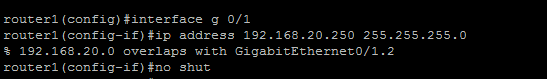 router1(config)#interface g 0/1
router1(config-if)#ip address 192.168.20.250 255.255.255.0
% 192.168.20.0 overlaps with GigabitEthernet0/1.2
router1(config-if)#no shut